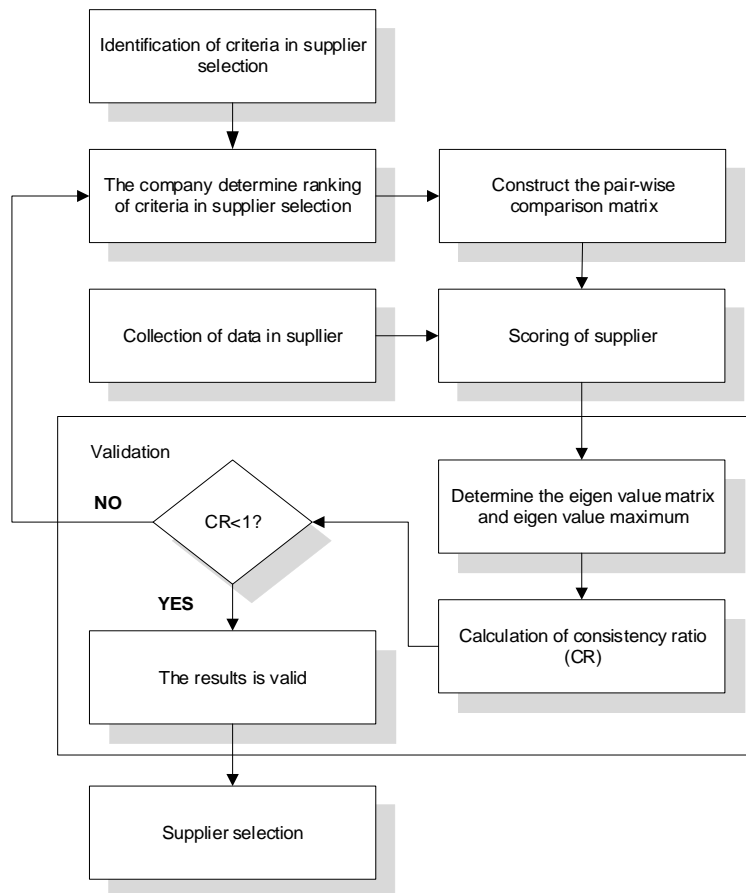 Identification of criteria in supplier
selection
The company determine ranking
of criteria in supplier selection
Construct the pair-wise
comparison matrix
Collection of data in supllier
Scoring of supplier
Validation
NO
CR<1?
Determine the eigen value matrix
and eigen value maximum
YES
Calculation of consistency ratio
(CR)
The results is valid
Supplier selection